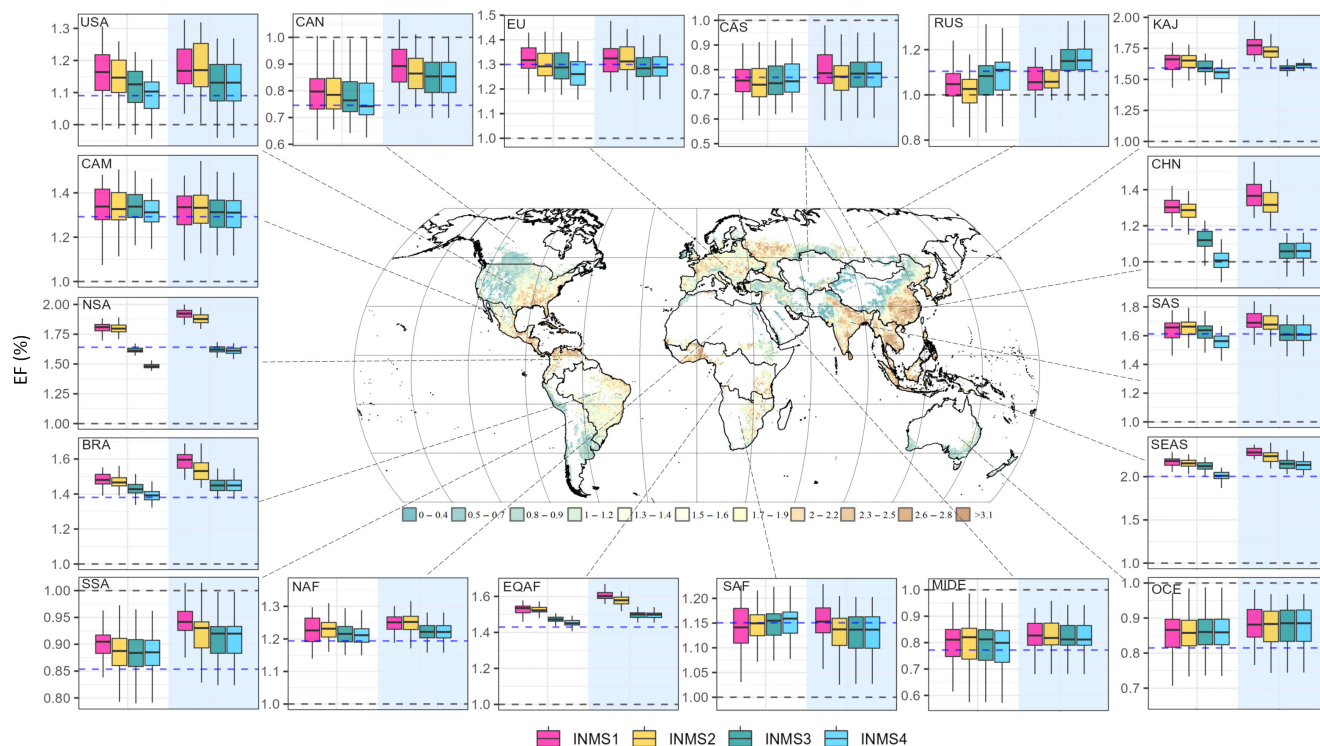 EF (%)
USA
1.3
1.2
1.1
1.0
CAN
1.0
0.9
0.8
0.7
0.6
EU
1.5
1.4
1.3
1.2
1.1
1.0
CAS
1.0
0.9
0.8
0.7
0.6
0.5
RUS
1.2
1.0
0.8
KAJ
2.00
1.75
1.50
1.25
1.00
CAM
1.4
1.2
1.0
CHN
1.4
1.2
1.0
NSA
2.00
1.75
1.50
1.25
1.00
SAS
1.8
1.6
1.4
1.2
1.0
BRA
1.6
1.4
1.2
1.0
SEAS
2.0
1.5
1.0
0 – 0.4
0.5 – 0.7
0.8 – 0.9
1 – 1.2
1.3 – 1.4
1.5 – 1.6
1.7 – 1.9
2 – 2.2
2.3 – 2.5
2.6 – 2.8
>3.1
SSA
1.00
0.95
0.90
0.85
0.80
NAF
1.3
1.2
1.1
1.0
EQAF
1.6
1.4
1.2
1.0
SAF
1.20
1.15
1.10
1.05
1.00
MIDE
1.0
0.9
0.8
0.7
0.6
OCE
1.0
0.9
0.8
0.7
INMS1
INMS2
INMS3
INMS4